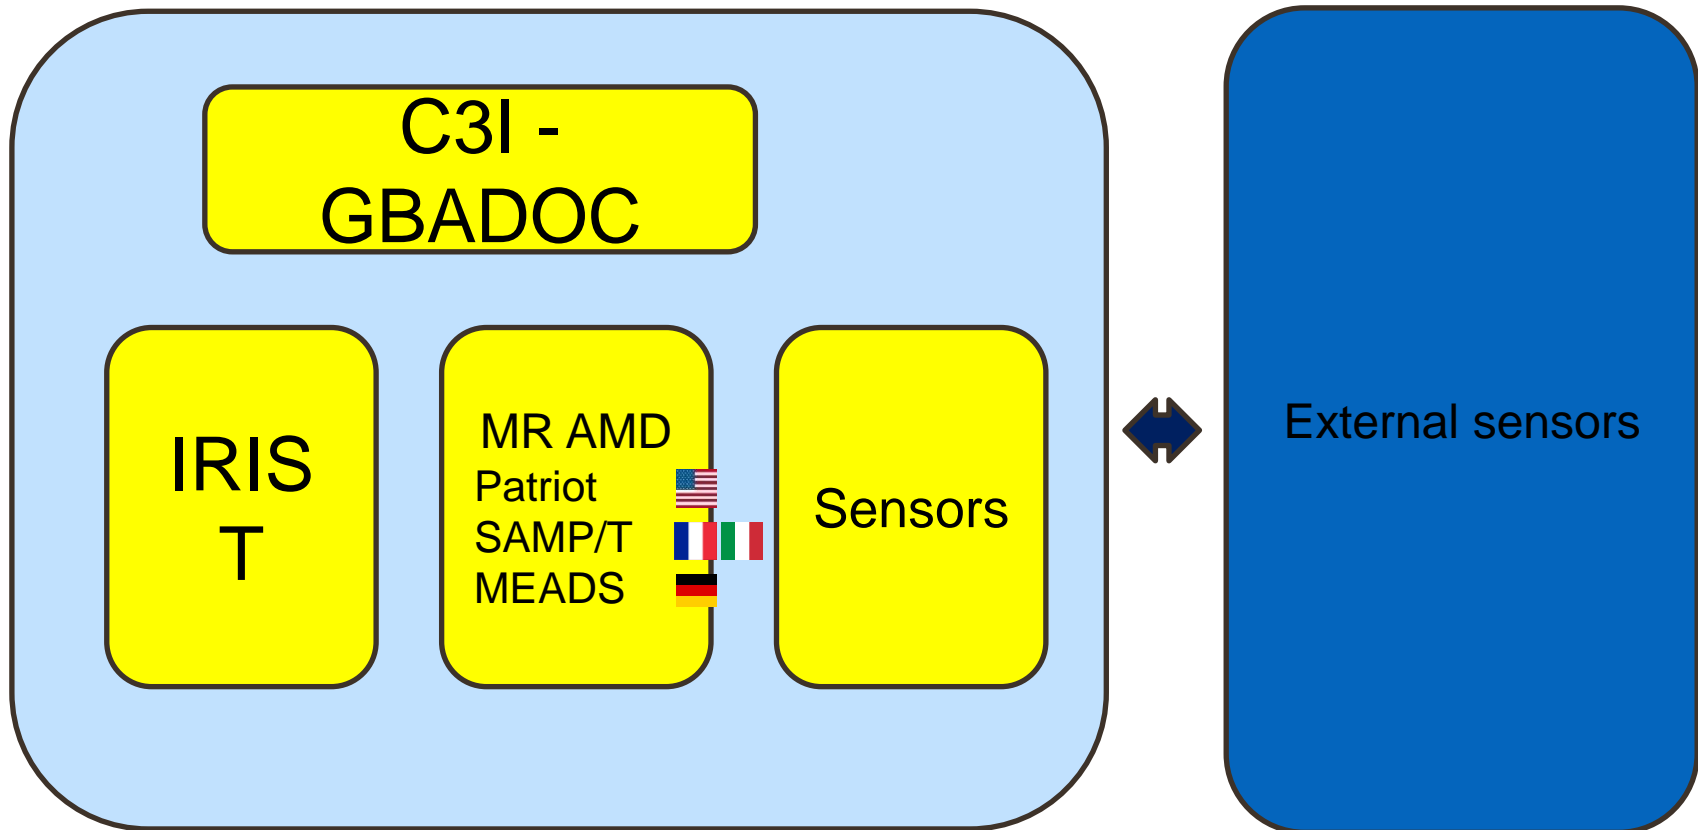 C3I -
GBADOC
IRIS
T
MR AMD
Patriot
SAMP/T
MEADS
Sensors
External sensors